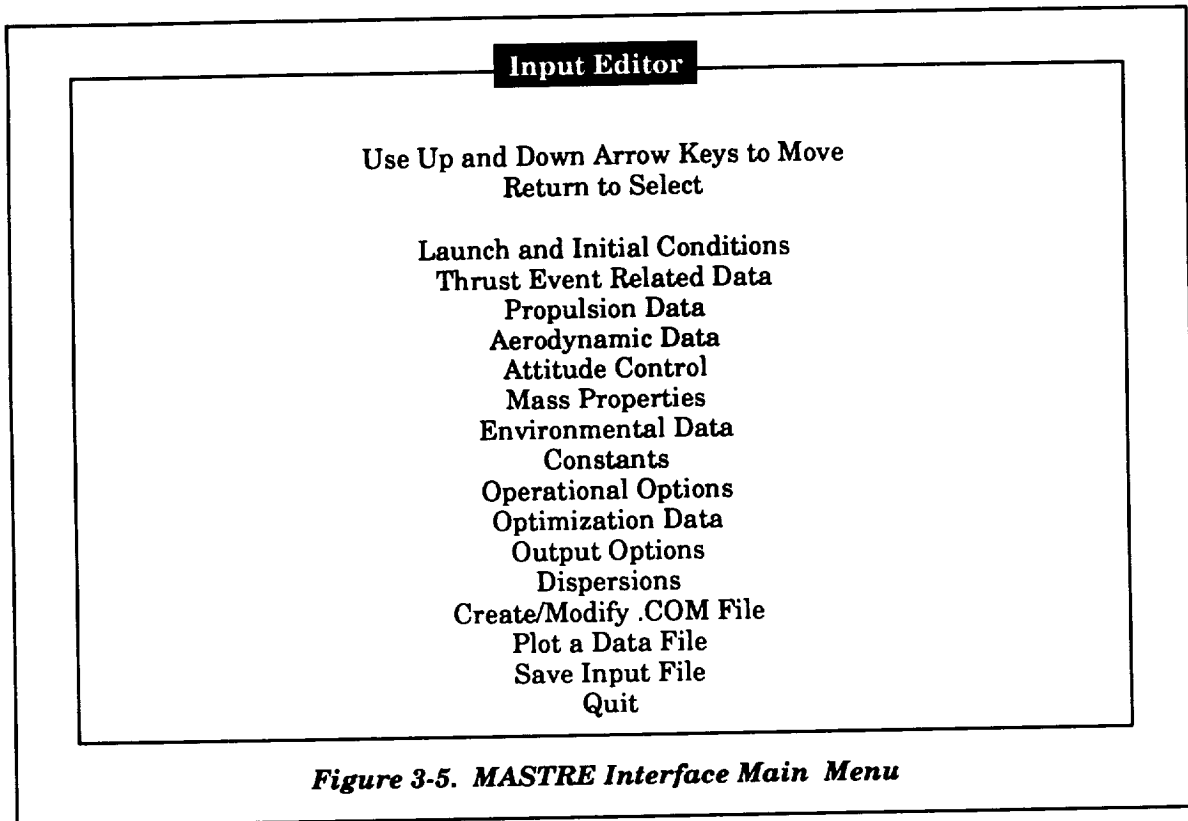 Input Editor
Use Up and Down Arrow Keys to Move
Return to Select
Launch and Initial Conditions
Thrust Event Related Data
Propulsion Data
Aerodynamic Data
Attitude Control
Mass Properties
Environmental Data
Constants
Operational Options
Optimization Data
Output Options
Dispersions
Create/Modify .COM File
Plot a Data File
Save Input File
Quit
Figure 3-5. MASTRE Interface Main Menu